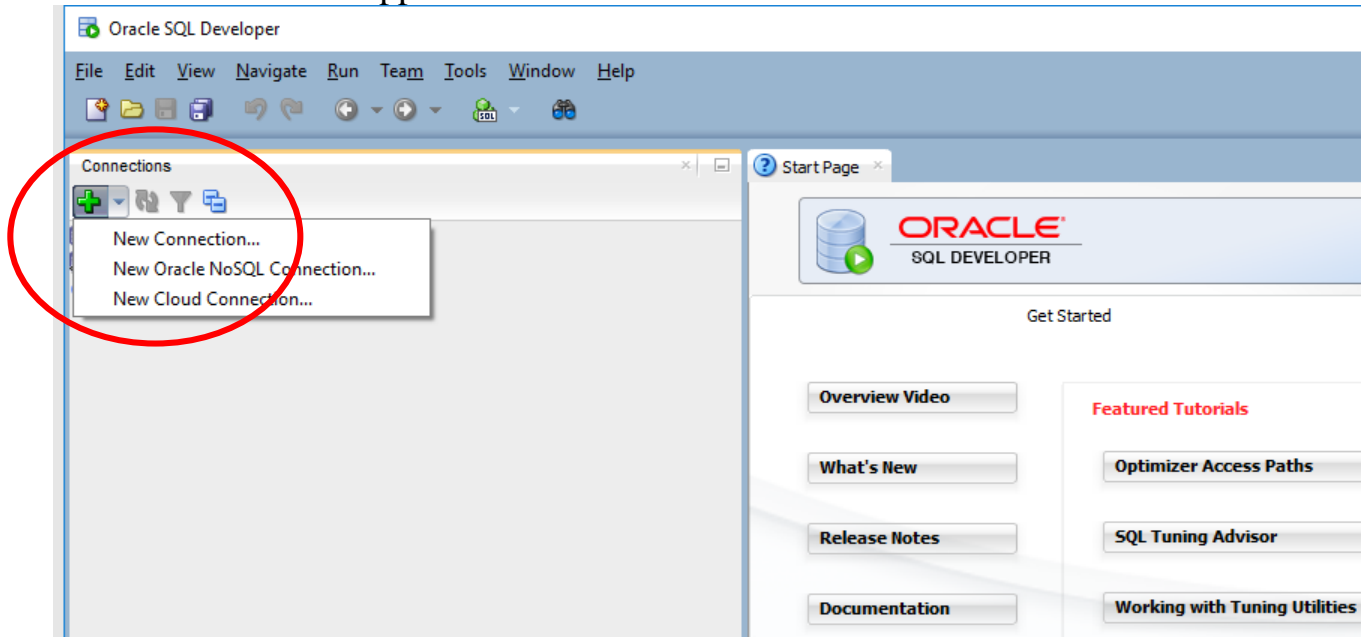 Oracle SQL Developer
File Edit View Navigate Run Team Tools Window Help
SQL
Connections
Start Page
New Connection...
New Oracle NoSQL Connection...
New Cloud Connection...
ORACLE
SQL DEVELOPER
Get Started
Overview Video
Featured Tutorials
What's New
Optimizer Access Paths
Release Notes
SQL Tuning Advisor
Documentation
Working with Tuning Utilities